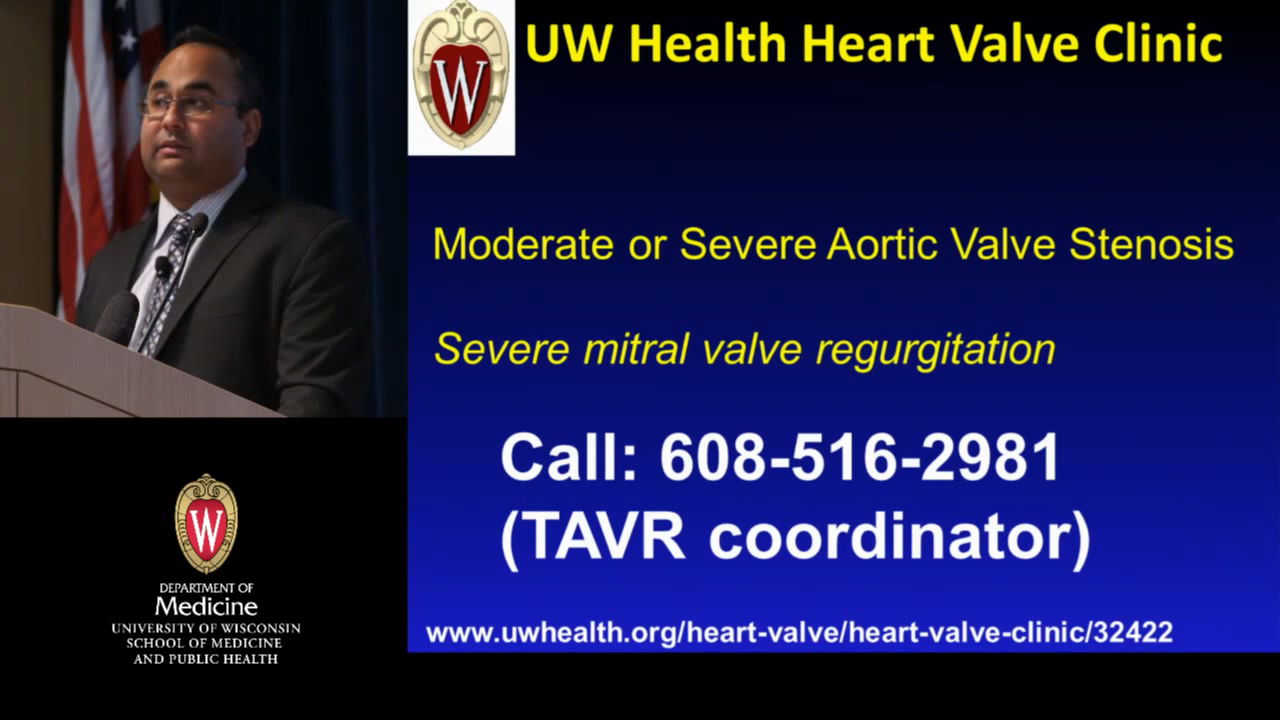 W
UW Health Heart Valve Clinic
Moderate or Severe Aortic Valve Stenosis
Severe mitral valve regurgitation
Call: 608-516-2981
(TAVR coordinator)
www.uwhealth.org/heart-valve/heart-valve-clinic/32422
W
DEPARTMENT OF
Medicine
UNIVERSITY OF WISCONSIN
SCHOOL OF MEDICINE
AND PUBLIC HEALTH